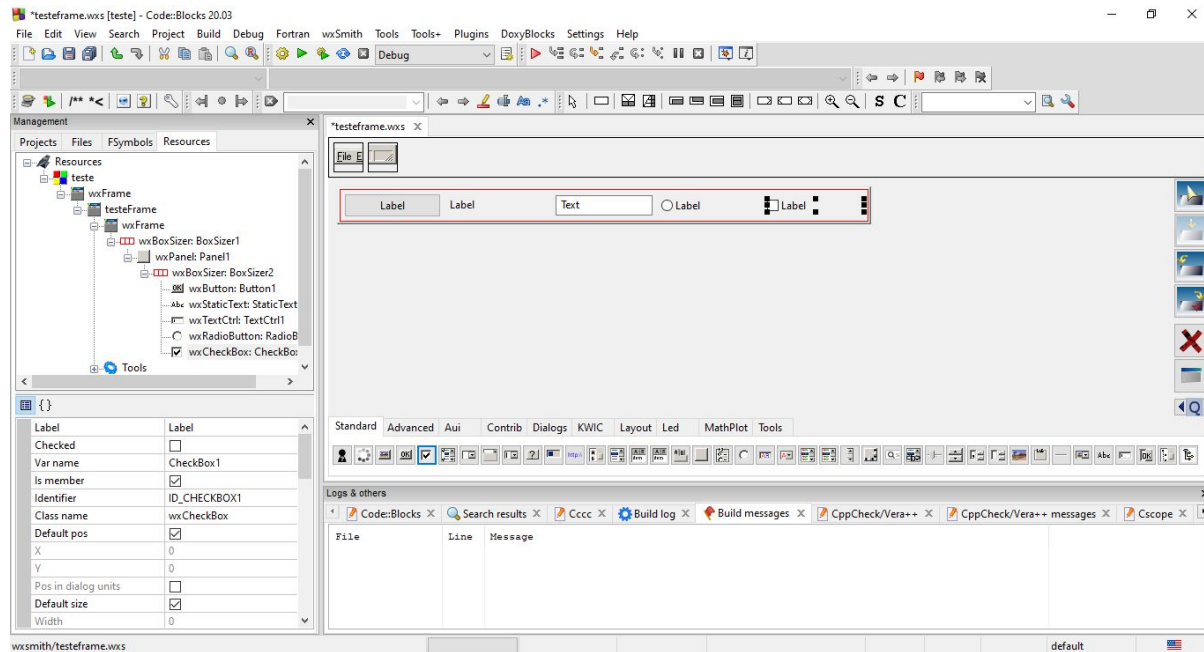 *testeframe.wxs [teste] - Code::Blocks 20.03
File Edit View Search Project Build Debug Fortran wxSmith Tools Tools+ Plugins DoxyBlocks Settings Help
Debug
/** *<
.*
S C
Management
*testeframe.wxs
Projects Files FSymbols Resources
Resources
teste
wxFrame
testeFrame
wxFrame
wxBoxSizer: BoxSizer1
wxPanel: Panel1
wxBoxSizer: BoxSizer2
wxButton: Button1
wxStaticText: StaticText
wxTextCtrl: TextCtrl1
wxRadioButton: RadioB
wxCheckBox: CheckBo
Tools
File E
Label Label Text Label Label
Q
{}
Label Label
Checked
Var name CheckBox1
Is member
Identifier ID_CHECKBOX1
Class name wxCheckBox
Default pos
X 0
Y 0
Pos in dialog units
Default size
Width 0
Standard Advanced Aui Contrib Dialogs KWIC Layout Led MathPlot Tools
Logs & others
Code::Blocks X Search results X Cccc X Build log X Build messages X CppCheck/Vera++ X CppCheck/Vera++ messages X Cscope X
File Line Message
wxsmith/testeframe.wxs default